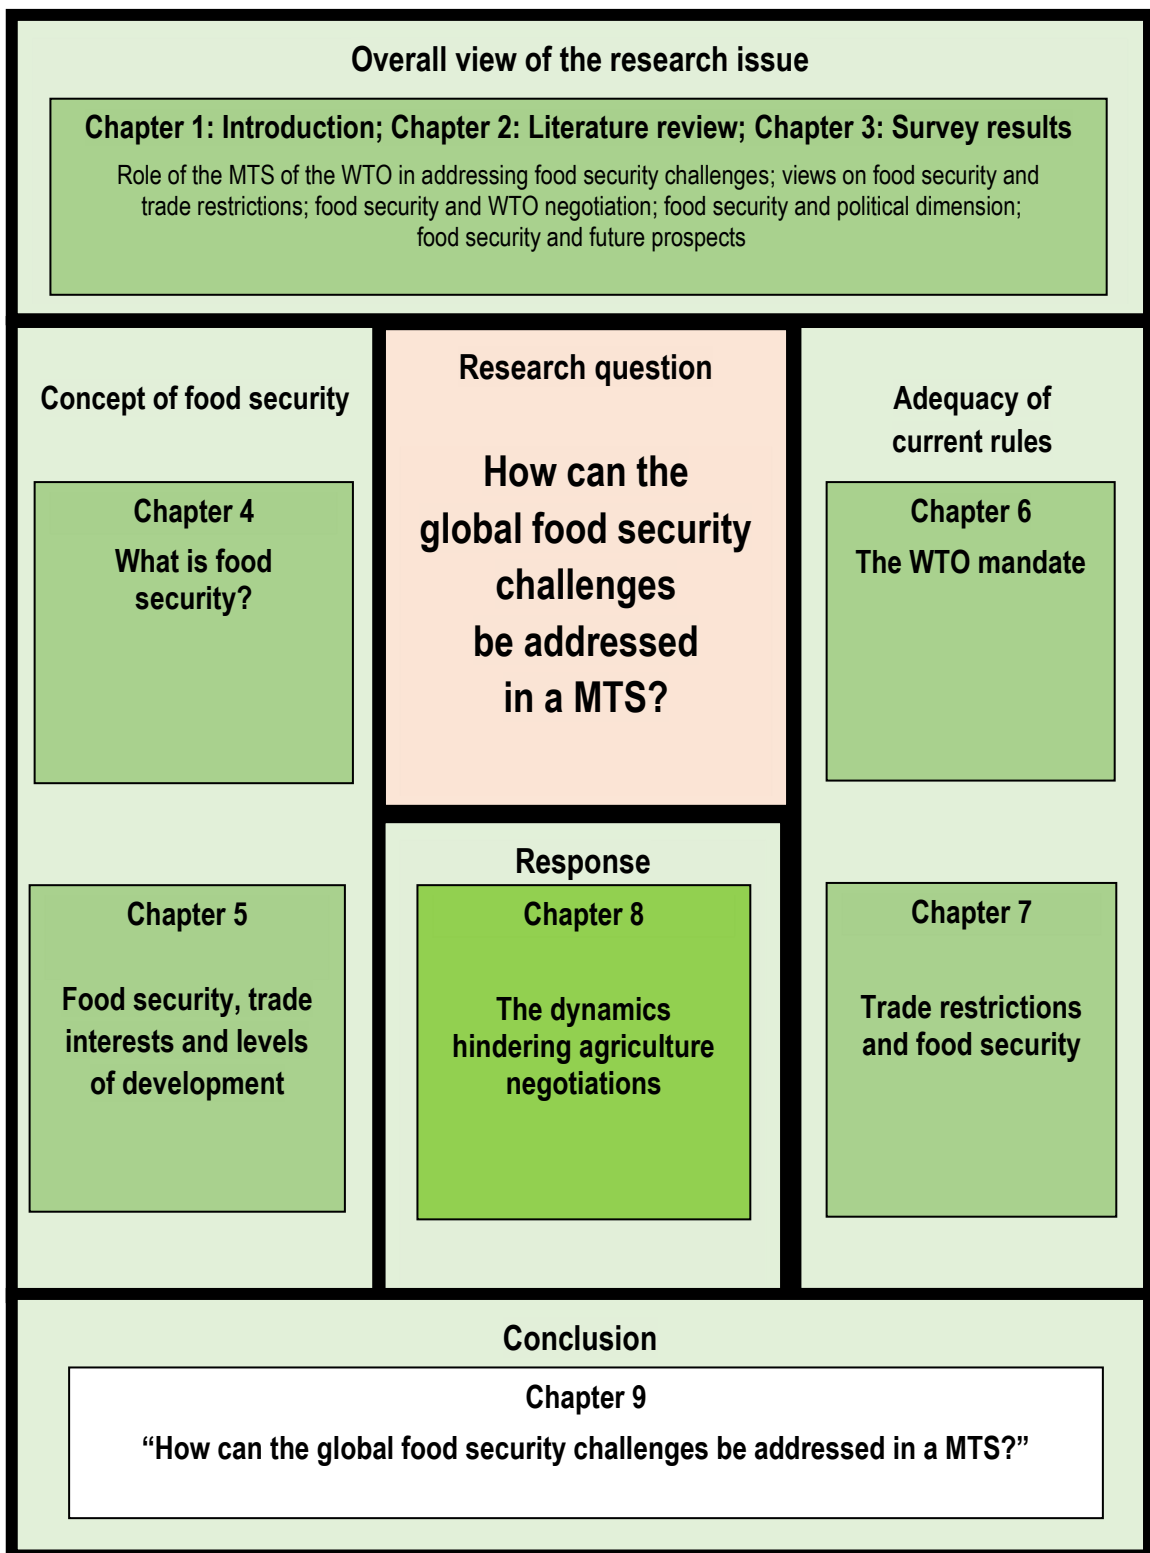 Overall view of the research issue
Chapter 1: Introduction; Chapter 2: Literature review; Chapter 3: Survey results
Role of the MTS of the WTO in addressing food security challenges; views on food security and
trade restrictions; food security and WTO negotiation; food security and political dimension;
food security and future prospects
Concept of food security
Chapter 4
What is food
security?
Chapter 5
Food security, trade
interests and levels
of development
Research question
How can the
global food security
challenges
be addressed
in a MTS?
Response
Chapter 8
The dynamics
hindering agriculture
negotiations
Adequacy of
current rules
Chapter 6
The WTO mandate
Chapter 7
Trade restrictions
and food security
Conclusion
Chapter 9
“How can the global food security challenges be addressed in a MTS?”